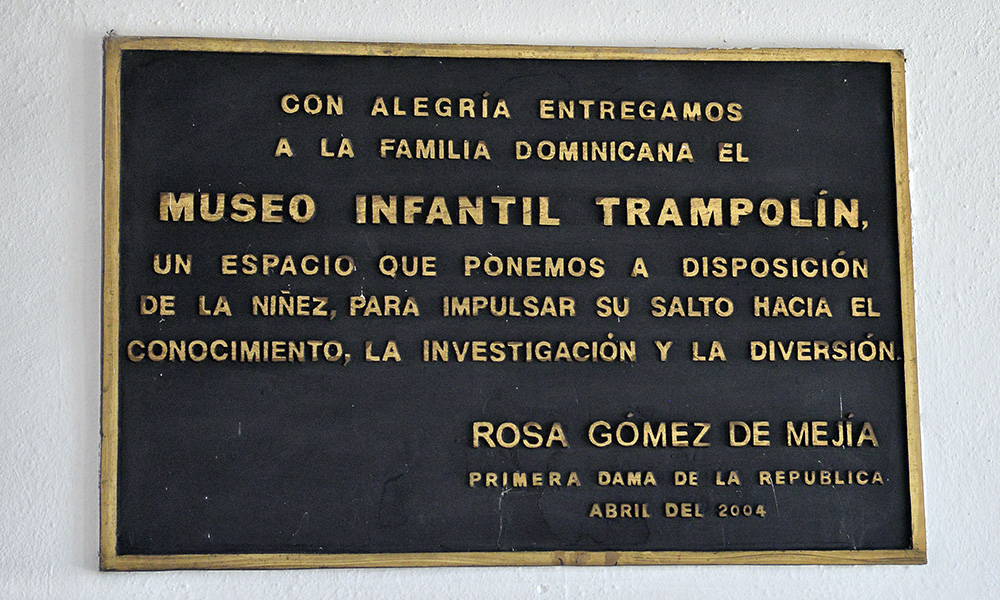 CON ALEGRÍA ENTREGAMOS
A LA FAMILIA DOMINICANA EL
MUSEO INFANTIL TRAMPOLÍN,
UN ESPACIO QUE PONEMOS A DISPOSICIÓN
DE LA NIÑEZ, PARA IMPULSAR SU SALTO HACIA EL
CONOCIMIENTO, LA INVESTIGACIÓN Y LA DIVERSIÓN.
ROSA GÓMEZ DE MEJÍA
PRIMERA DAMA DE LA REPUBLICA
ABRIL DEL 2004